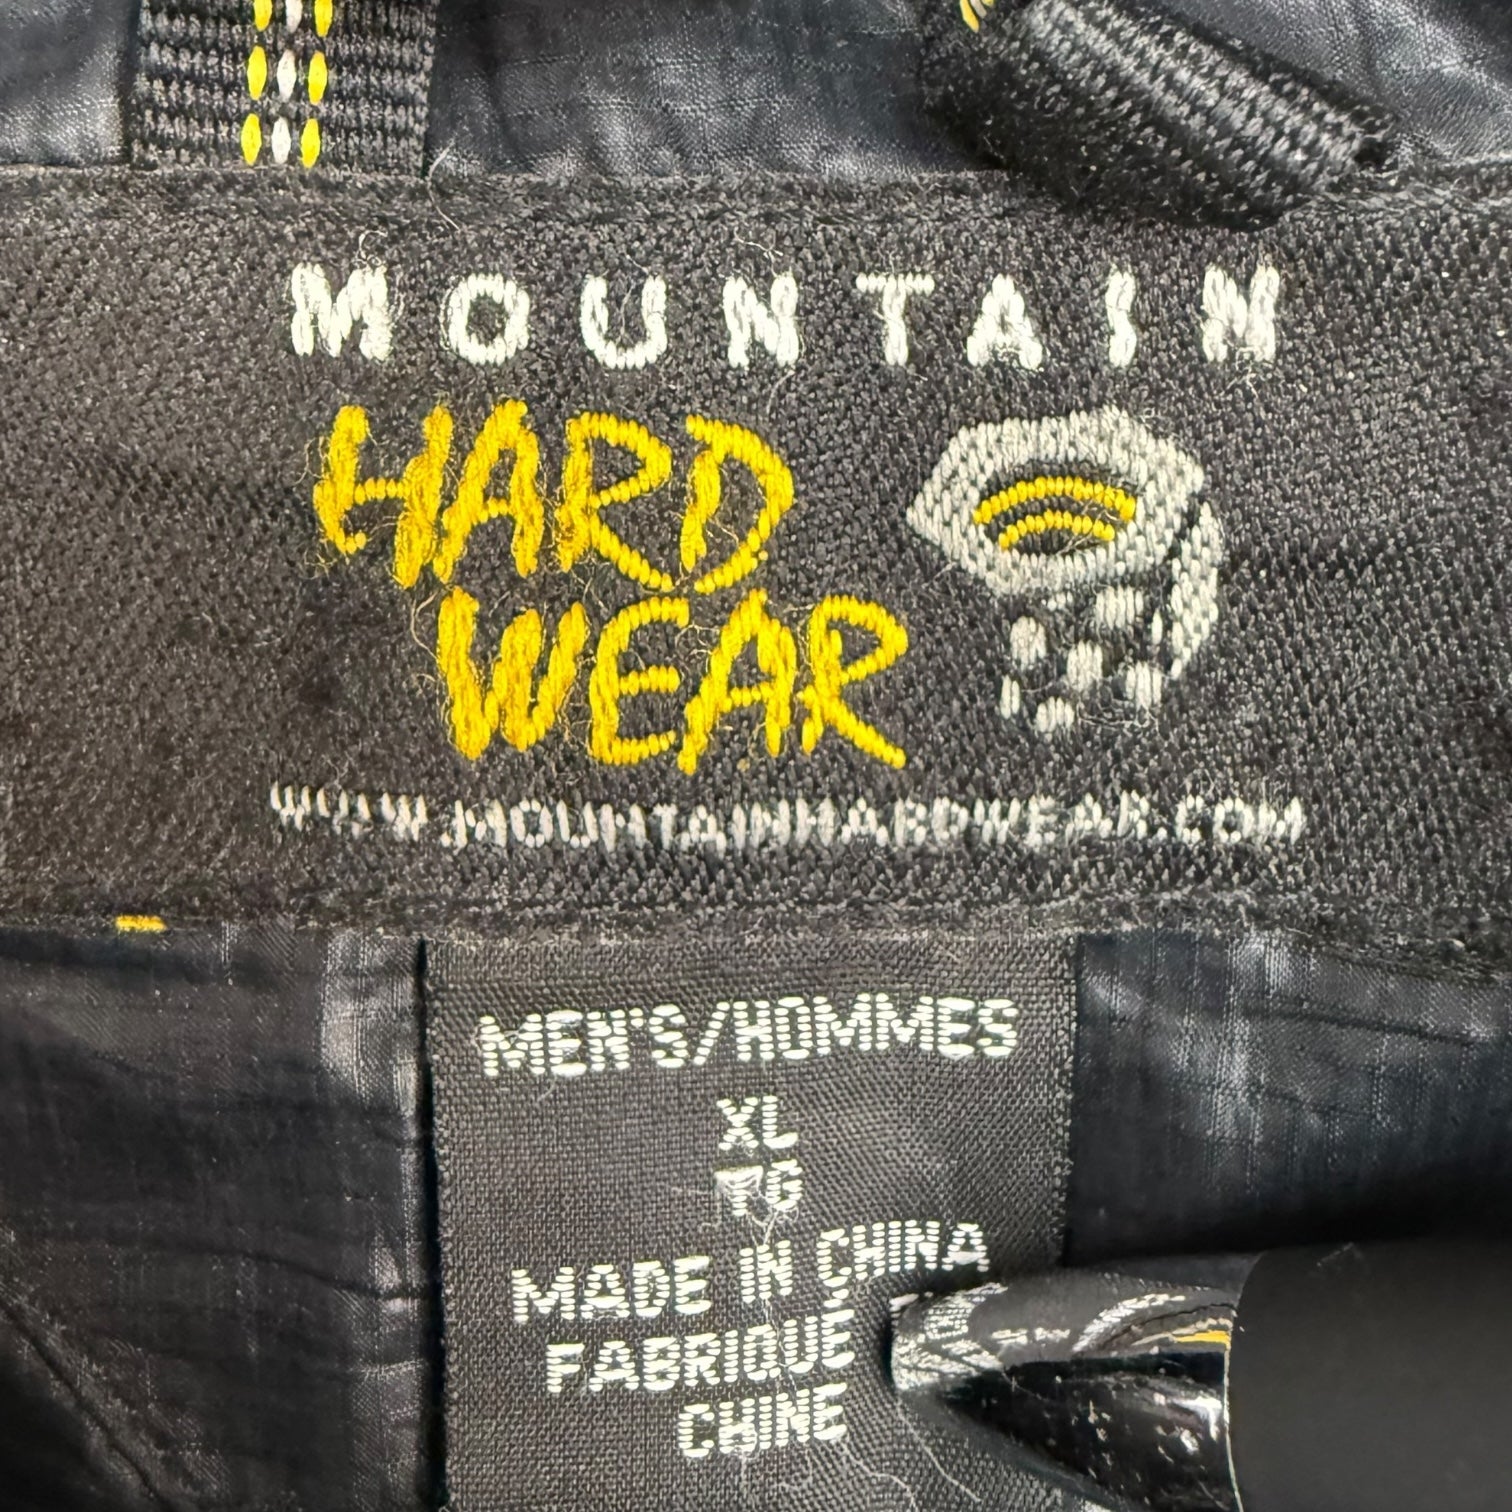 MOUNTAIN
HARD
WEAR
WWW.MOUNTAINHARDWEAR.COM
MEN'S/HOMMES
XL
TG
MADE IN CHINA
FABRIQUÉ
CHINE